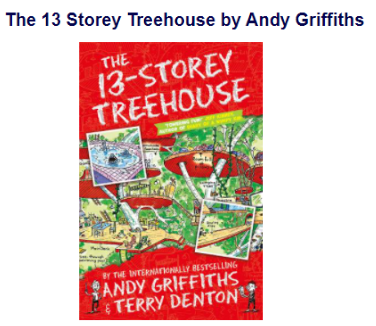 The 13 Storey Treehouse by Andy Griffiths
THE
13-STOREY
TREEHOUSE
BY THE INTERNATIONALLY BESTSELLING
ANDY GRIFFITHS
& TERRY DENTON